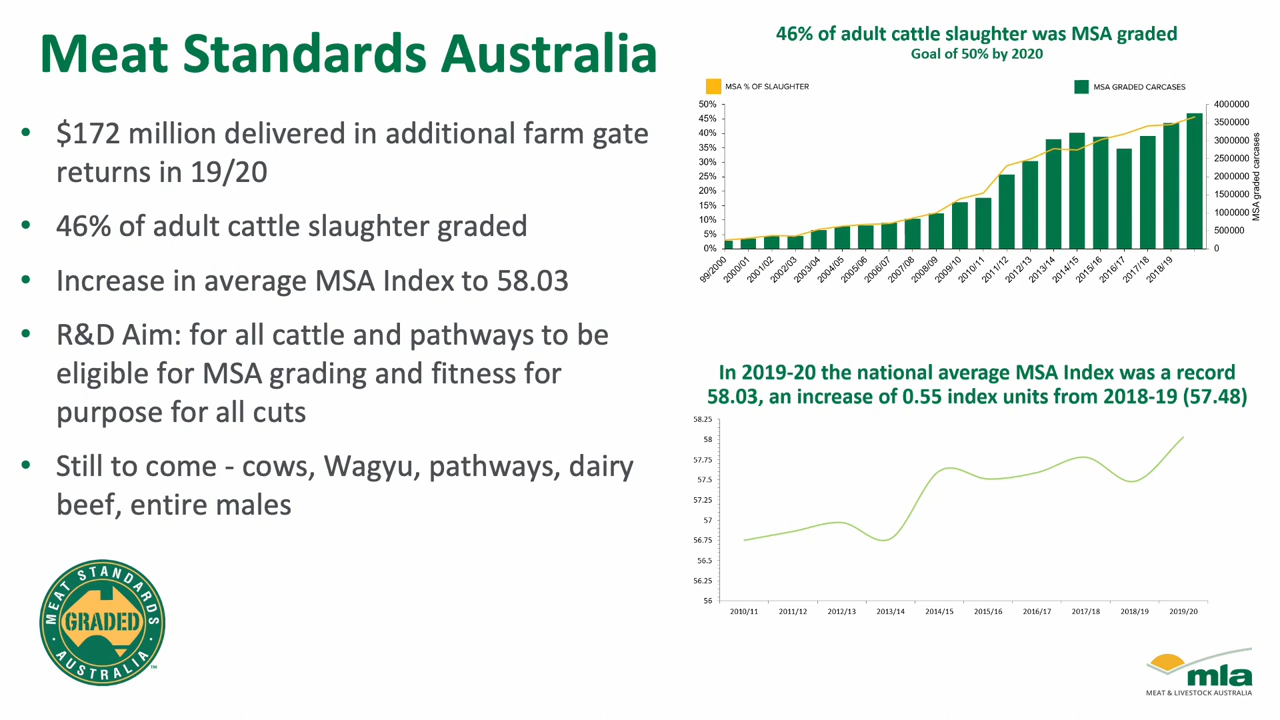 Meat Standards Australia
• $172 million delivered in additional farm gate
returns in 19/20
• 46% of adult cattle slaughter graded
• Increase in average MSA Index to 58.03
• R&D Aim: for all cattle and pathways to be
eligible for MSA grading and fitness for
purpose for all cuts
• Still to come - cows, Wagyu, pathways, dairy
beef, entire males
MEAT STANDARDS
GRADED
AUSTRALIA
TM
46% of adult cattle slaughter was MSA graded
Goal of 50% by 2020
MSA % OF SLAUGHTER
MSA GRADED CARCASES
50%
45%
40%
35%
30%
25%
20%
15%
10%
5%
0%
4000000
3500000
3000000
2500000
2000000
1500000
1000000
500000
0
MSA graded carcases
99/2000
2000/01
2001/02
2002/03
2003/04
2004/05
2005/06
2006/07
2007/08
2008/09
2009/10
2010/11
2011/12
2012/13
2013/14
2014/15
2015/16
2016/17
2017/18
2018/19
In 2019-20 the national average MSA Index was a record
58.03, an increase of 0.55 index units from 2018-19 (57.48)
58.25
58
57.75
57.5
57.25
57
56.75
56.5
56.25
56
2010/11
2011/12
2012/13
2013/14
2014/15
2015/16
2016/17
2017/18
2018/19
2019/20
mla
MEAT & LIVESTOCK AUSTRALIA